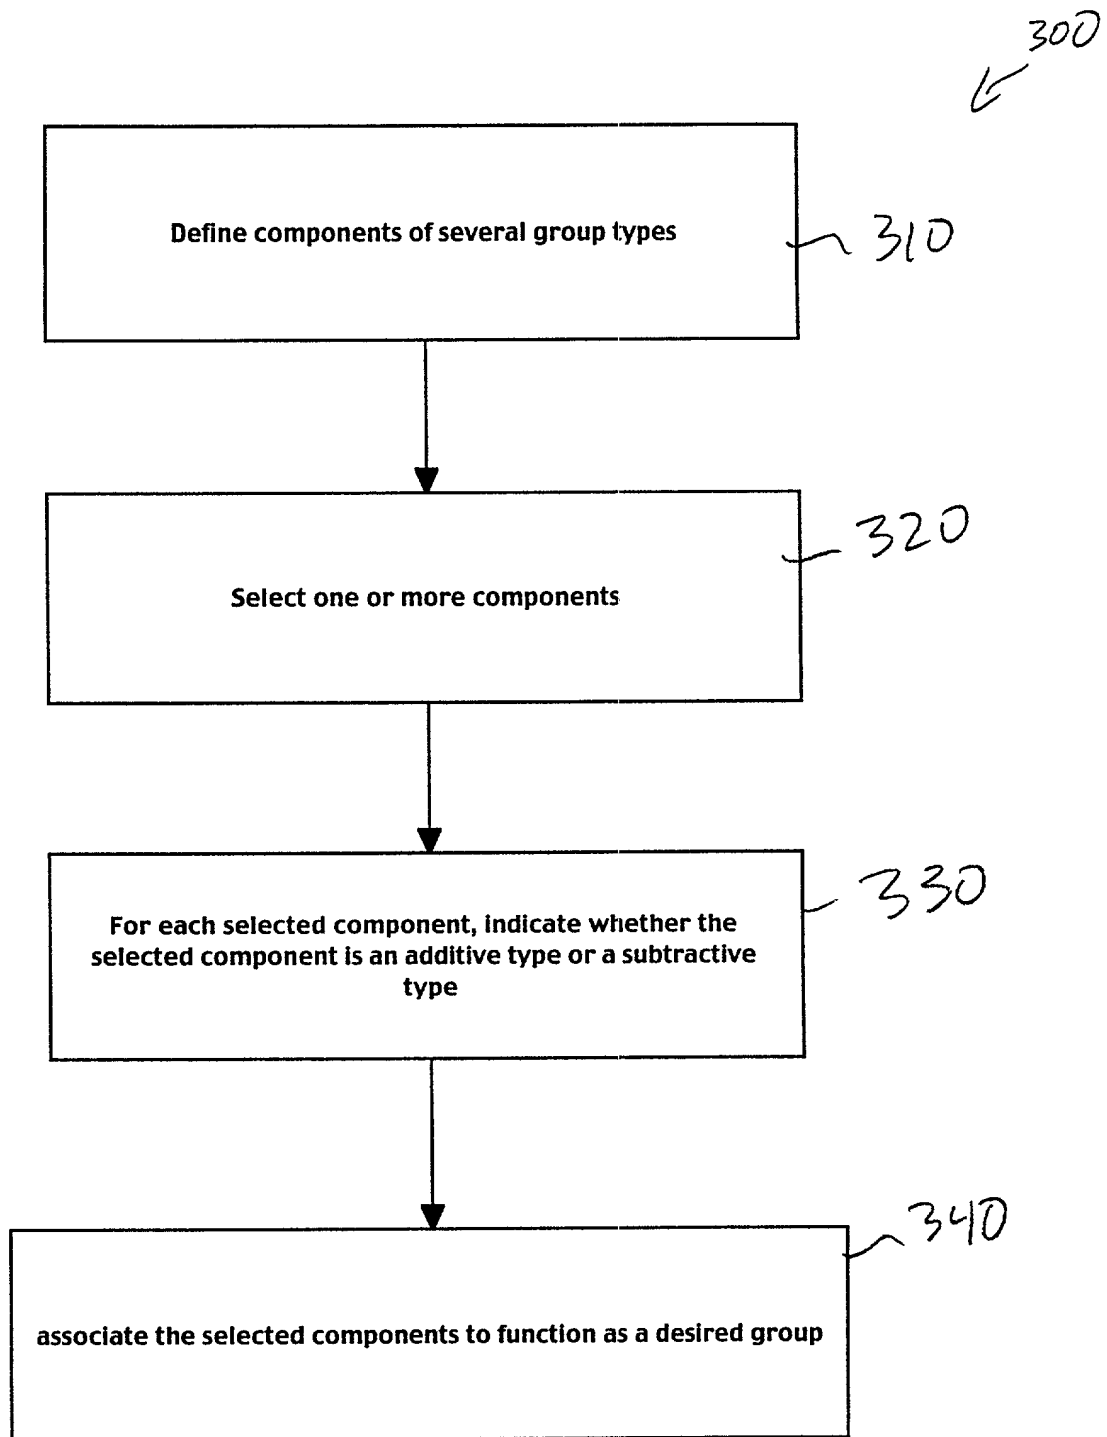 300
Define components of several group types
310
320
Select one or more components
330
For each selected component, indicate whether the
selected component is an additive type or a subtractive
type
340
associate the selected components to function as a desired group